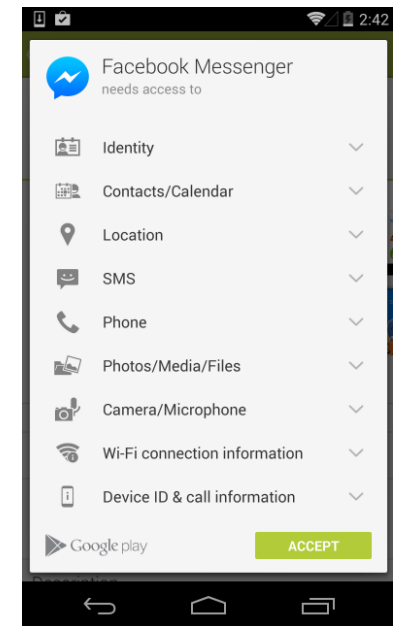 2:42
Facebook Messenger
needs access to
Identity
Contacts/Calendar
Location
SMS
Phone
Photos/Media/Files
Camera/Microphone
Wi-Fi connection information
Device ID & call information
Google play
ACCEPT
Description